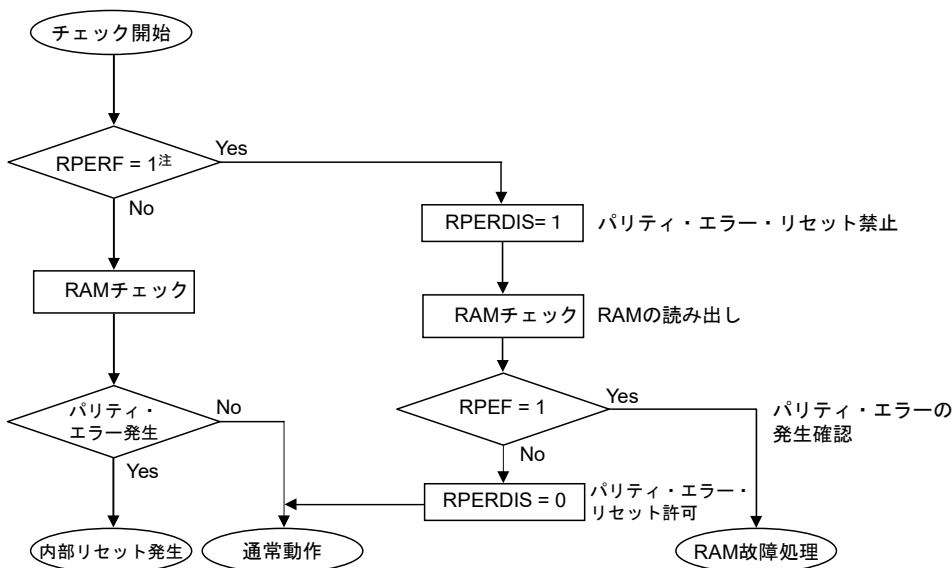 チェック開始
RPERF = 1注
Yes
No
RPERDIS= 1
パリティ・エラー・リセット禁止
RAMチェック
RAMチェック
RAMの読み出し
パリティ・
エラー発生
No
Yes
RPEF = 1
Yes
No
パリティ・エラーの
発生確認
RPERDIS = 0
パリティ・エラー・
リセット許可
内部リセット発生
通常動作
RAM故障処理